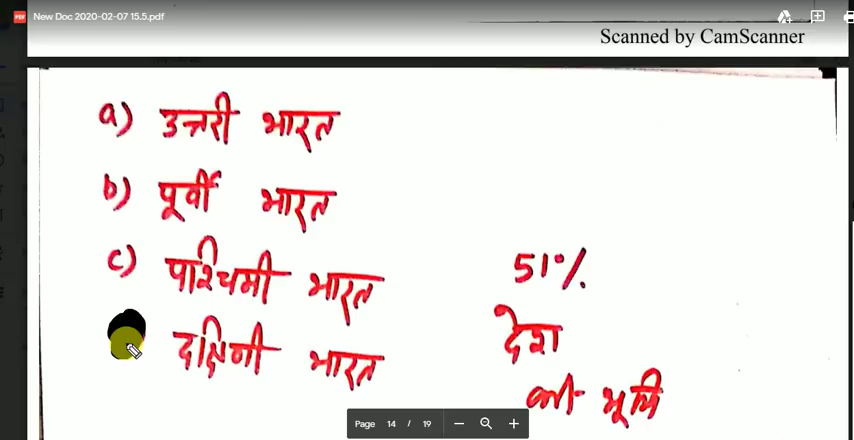 New Doc 2020-02-07 15.5.pdf
Scanned by CamScanner
a) उत्तरी भारत
b) पूर्वी भारत
c) पश्चिमी भारत
दक्षिनी भारत
51%
देश
की भूमि
Page 14 / 19